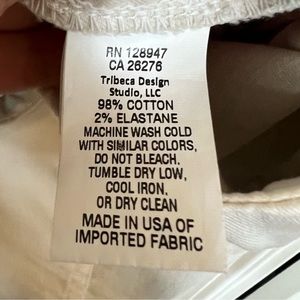 RN 128947
CA 26276
Tribeca Design
Studio, LLC
98% COTTON
2% ELASTANE
MACHINE WASH COLD
WITH SIMILAR COLORS,
DO NOT BLEACH.
TUMBLE DRY LOW,
COOL IRON,
OR DRY CLEAN
MADE IN USA OF
IMPORTED FABRIC